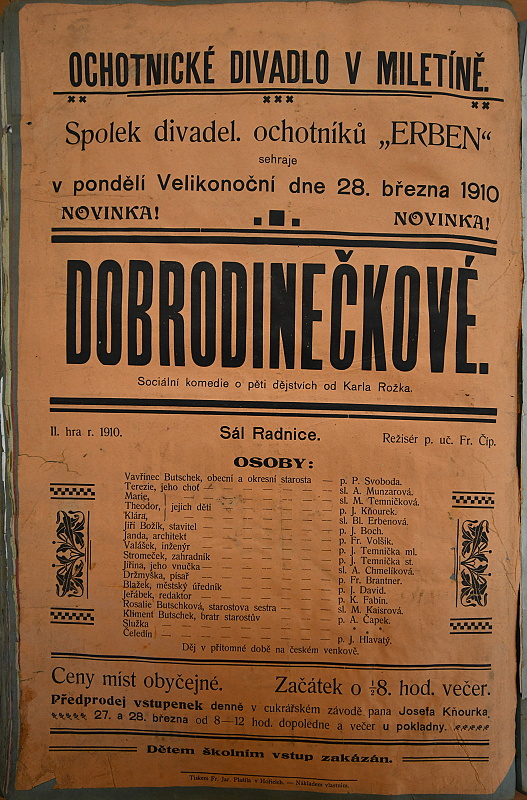 OCHOTNICKÉ DIVADLO V MILETÍNĚ.
Spolek divadel. ochotníků „ERBEN“
sehraje
v pondělí Velikonoční dne 28. března 1910
NOVINKA! NOVINKA!
DOBRODINEČKOVÉ.
Sociální komedie o pěti dějstvích od Karla Rožka.
II. hra r. 1910. Sál Radnice. Režisér p. uč. Fr. Číp.
OSOBY:
Vavřinec Butschek, obecní a okresní starosta — p. P. Svoboda.
Terezie, jeho choť — sl. A. Munzarová.
Marie, sl. M. Temničková.
Theodor, jejich děti p. J. Kňourek.
Klára, sl. Bl. Erbenová.
Jiří Božík, stavitel p. J. Boch.
Janda, architekt p. Fr. Volšík.
Valášek, inženýr p. J. Temnička ml.
Stromeček, zahradník p. J. Temnička st.
Jiřina, jeho vnučka sl. A. Chmelíková.
Držmyška, písař p. Fr. Brantner.
Blažek, městský úředník p. J. David.
Jeřábek, redaktor p. K. Fabin.
Rosalie Butschková, starostova sestra sl. M. Kaisrová.
Kliment Butschek, bratr starostův p. A. Čapek.
Služka * * *
Čeledín p. J. Hlavatý.
Děj v přítomné době na českém venkově.
Ceny míst obyčejné. Začátek o ½8. hod. večer.
Předprodej vstupenek denně v cukrářském závodě pana Josefa Kňourka
27. a 28. března od 8—12 hod. dopoledne a večer u pokladny.
Dětem školním vstup zakázán.
Tiskem Fr. Jar. v Hořicích. — Nákladem vlastním.